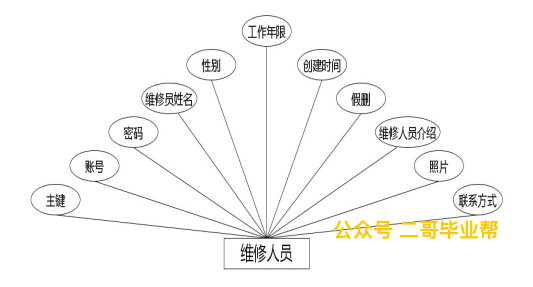 工作年限
性别
创建时间
维修员姓名
假删
密码
维修人员介绍
账号
照片
主键
联系方式
公众号 二哥毕业帮
维修人员